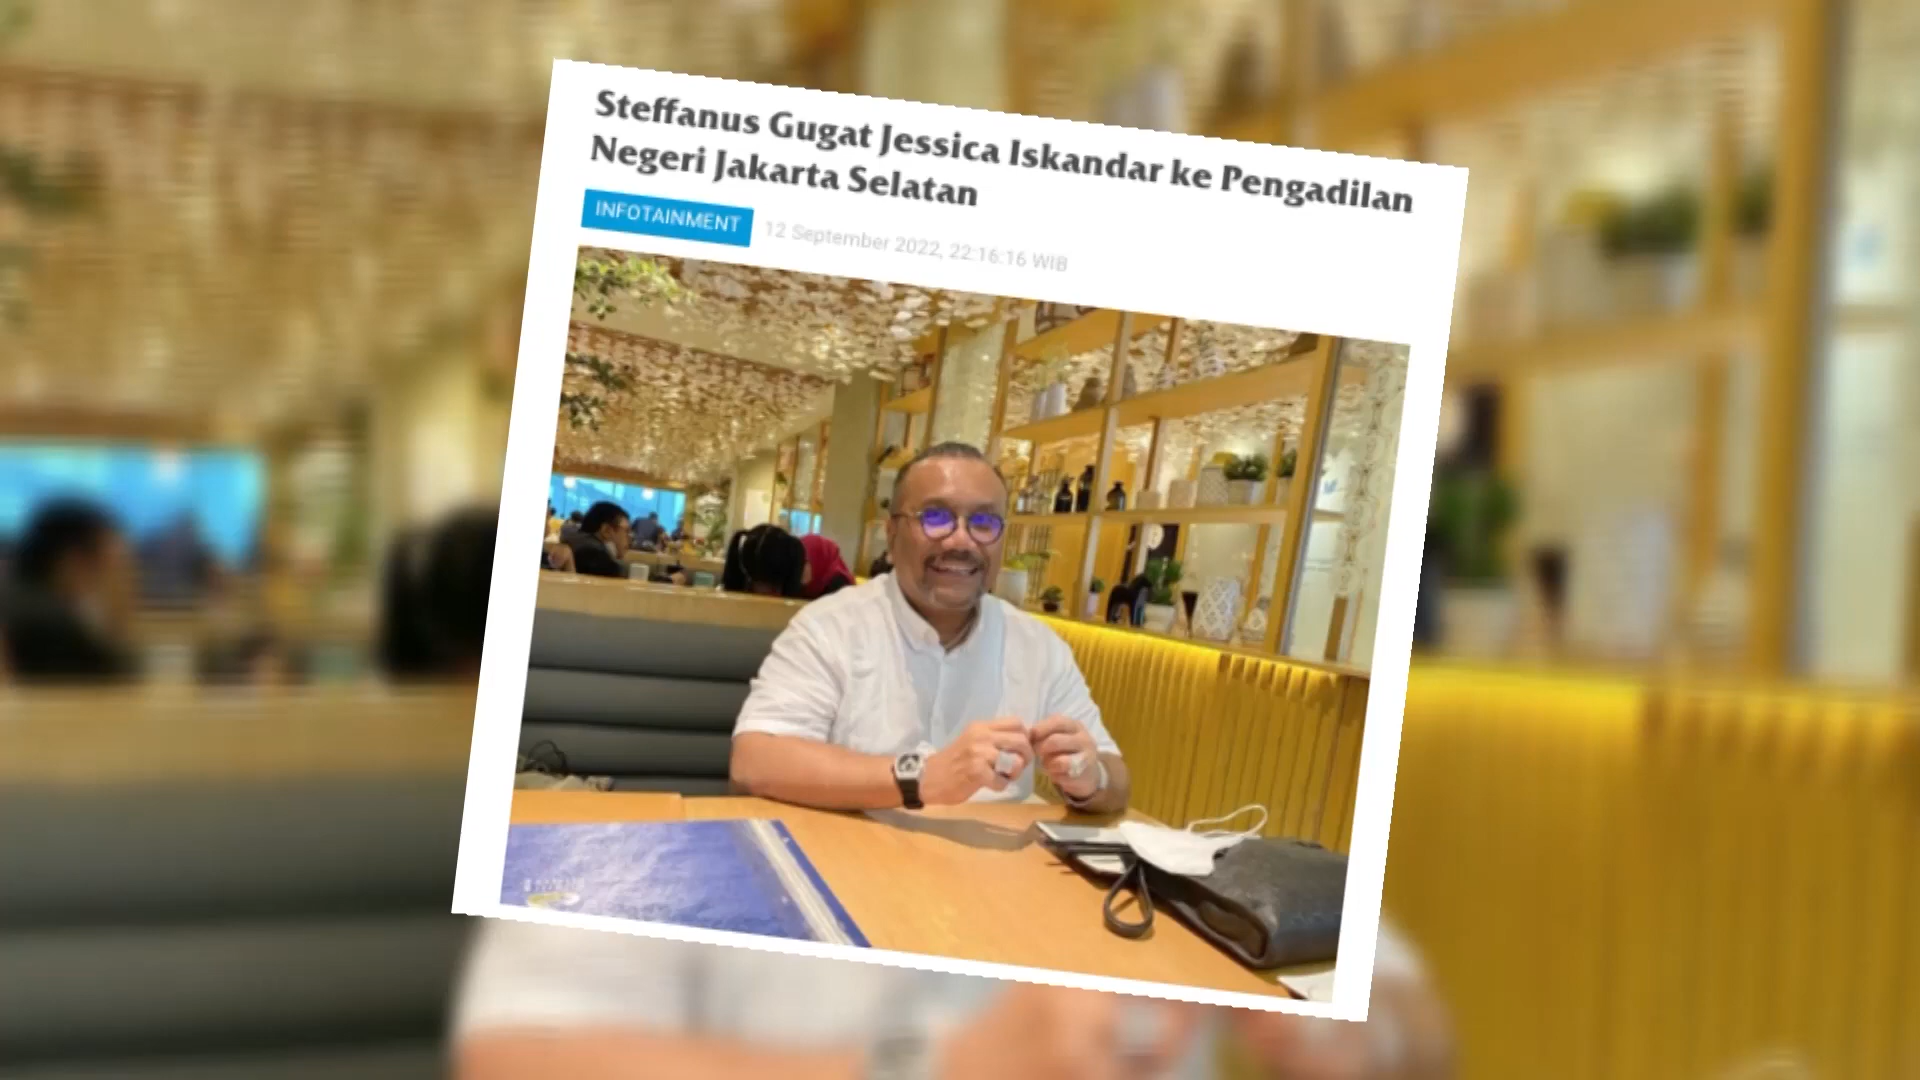 Steffanus Gugat Jessica Iskandar ke Pengadilan
Negeri Jakarta Selatan
INFOTAINMENT
12 September 2022, 22:16:16 WIB